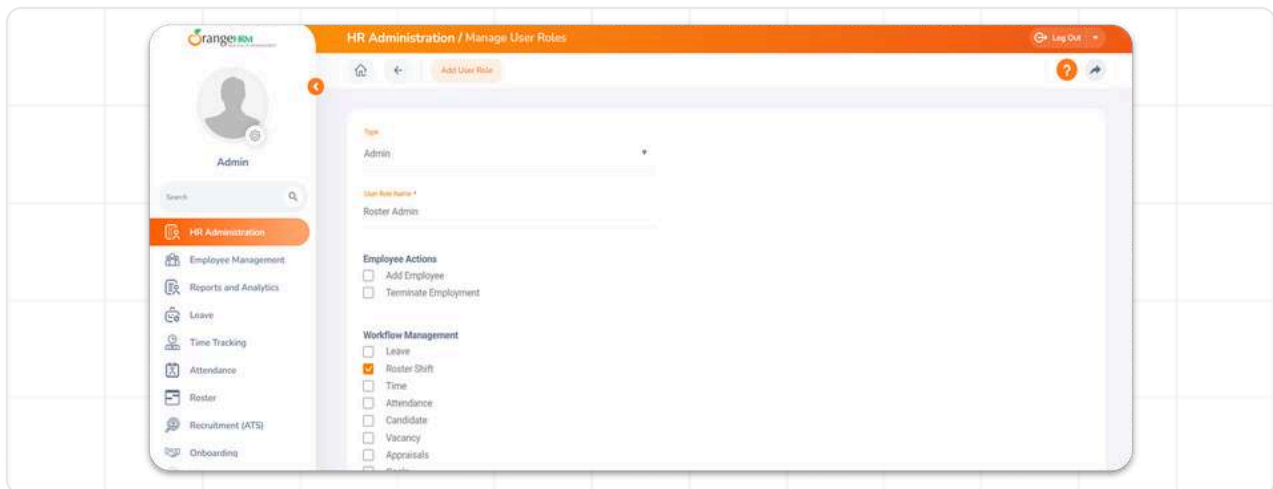 OrangeHRM
HR Administration / Manage User Roles
Log Out
Add User Role
?
Admin
Search
HR Administration
Employee Management
Reports and Analytics
Leave
Time Tracking
Attendance
Roster
Recruitment (ATS)
Onboarding
Type
Admin
User Role Name *
Roster Admin
Employee Actions
Add Employee
Terminate Employment
Workflow Management
Leave
Roster Shift
Time
Attendance
Candidate
Vacancy
Appraisals